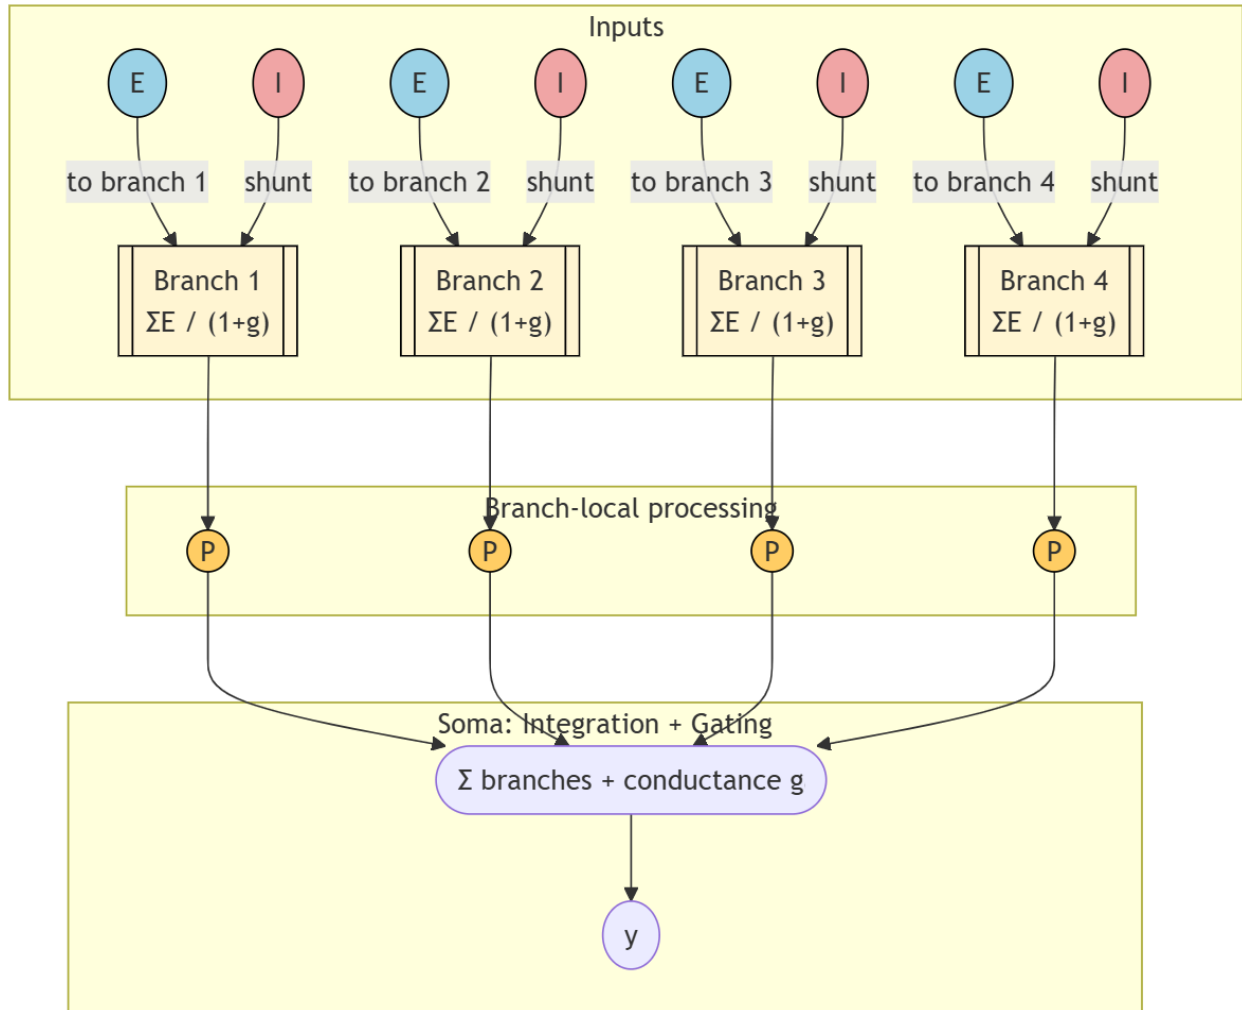 Inputs
E I E I E I E I
to branch 1 shunt to branch 2 shunt to branch 3 shunt to branch 4 shunt
Branch 1 Branch 2 Branch 3 Branch 4
ΣE / (1+g) ΣE / (1+g) ΣE / (1+g) ΣE / (1+g)
Branch-local processing
P P P P
Soma: Integration + Gating
Σ branches + conductance g
y